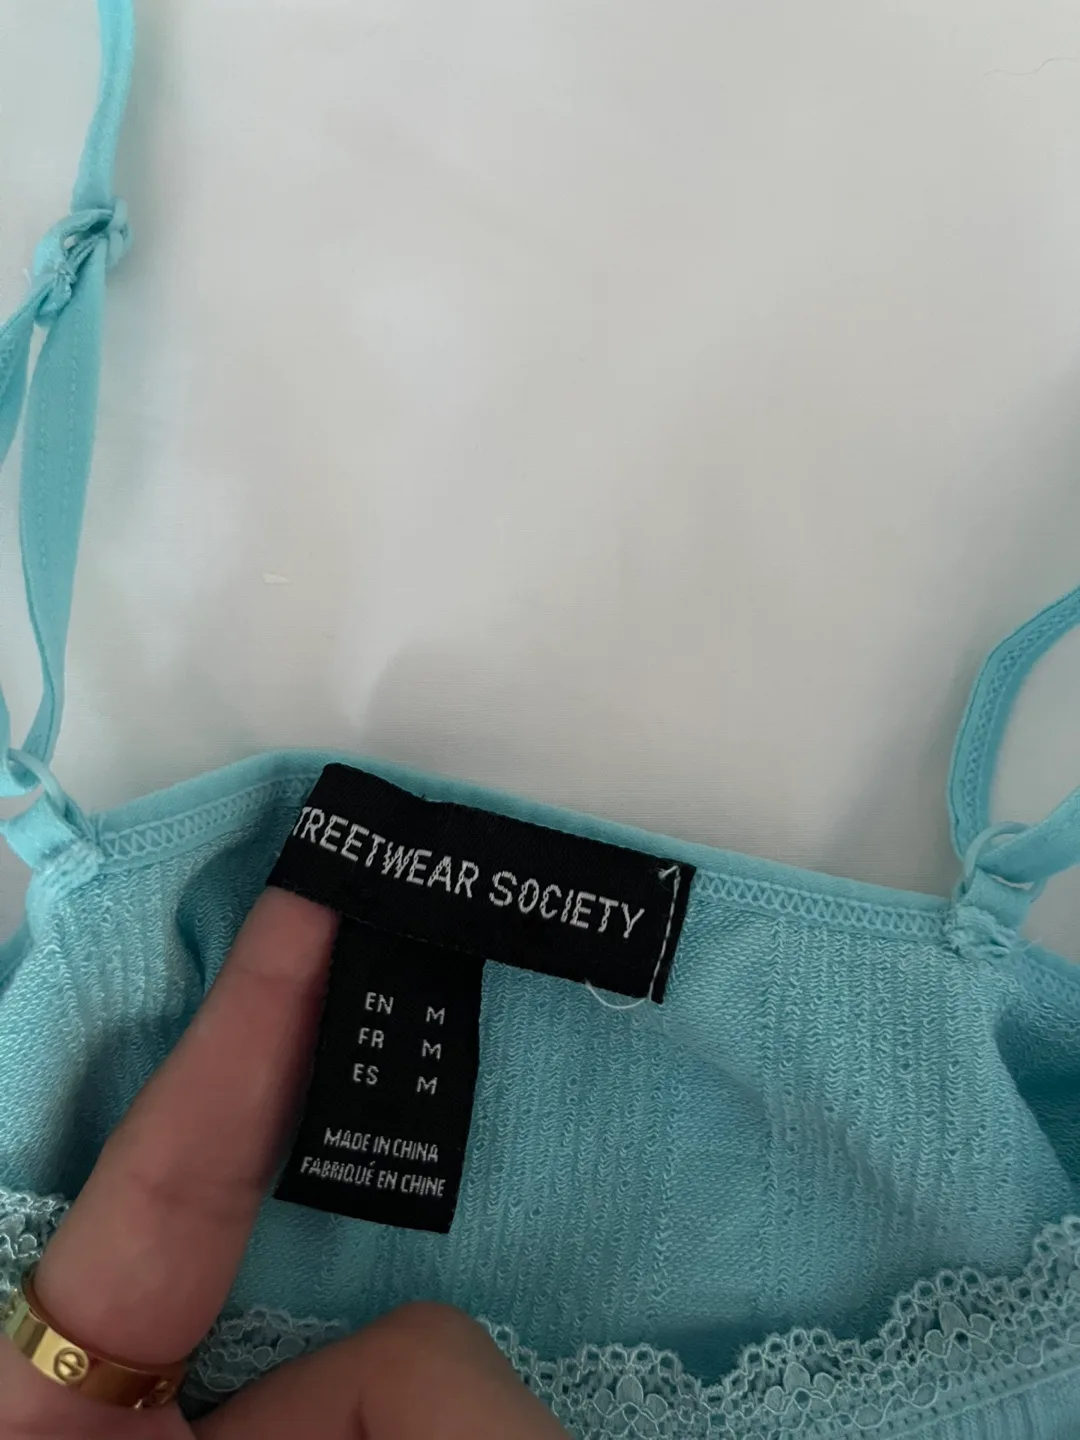 TREETWEAR SOCIETY
EN M
FR M
ES M
MADE IN CHINA
FABRIQUÉ EN CHINE